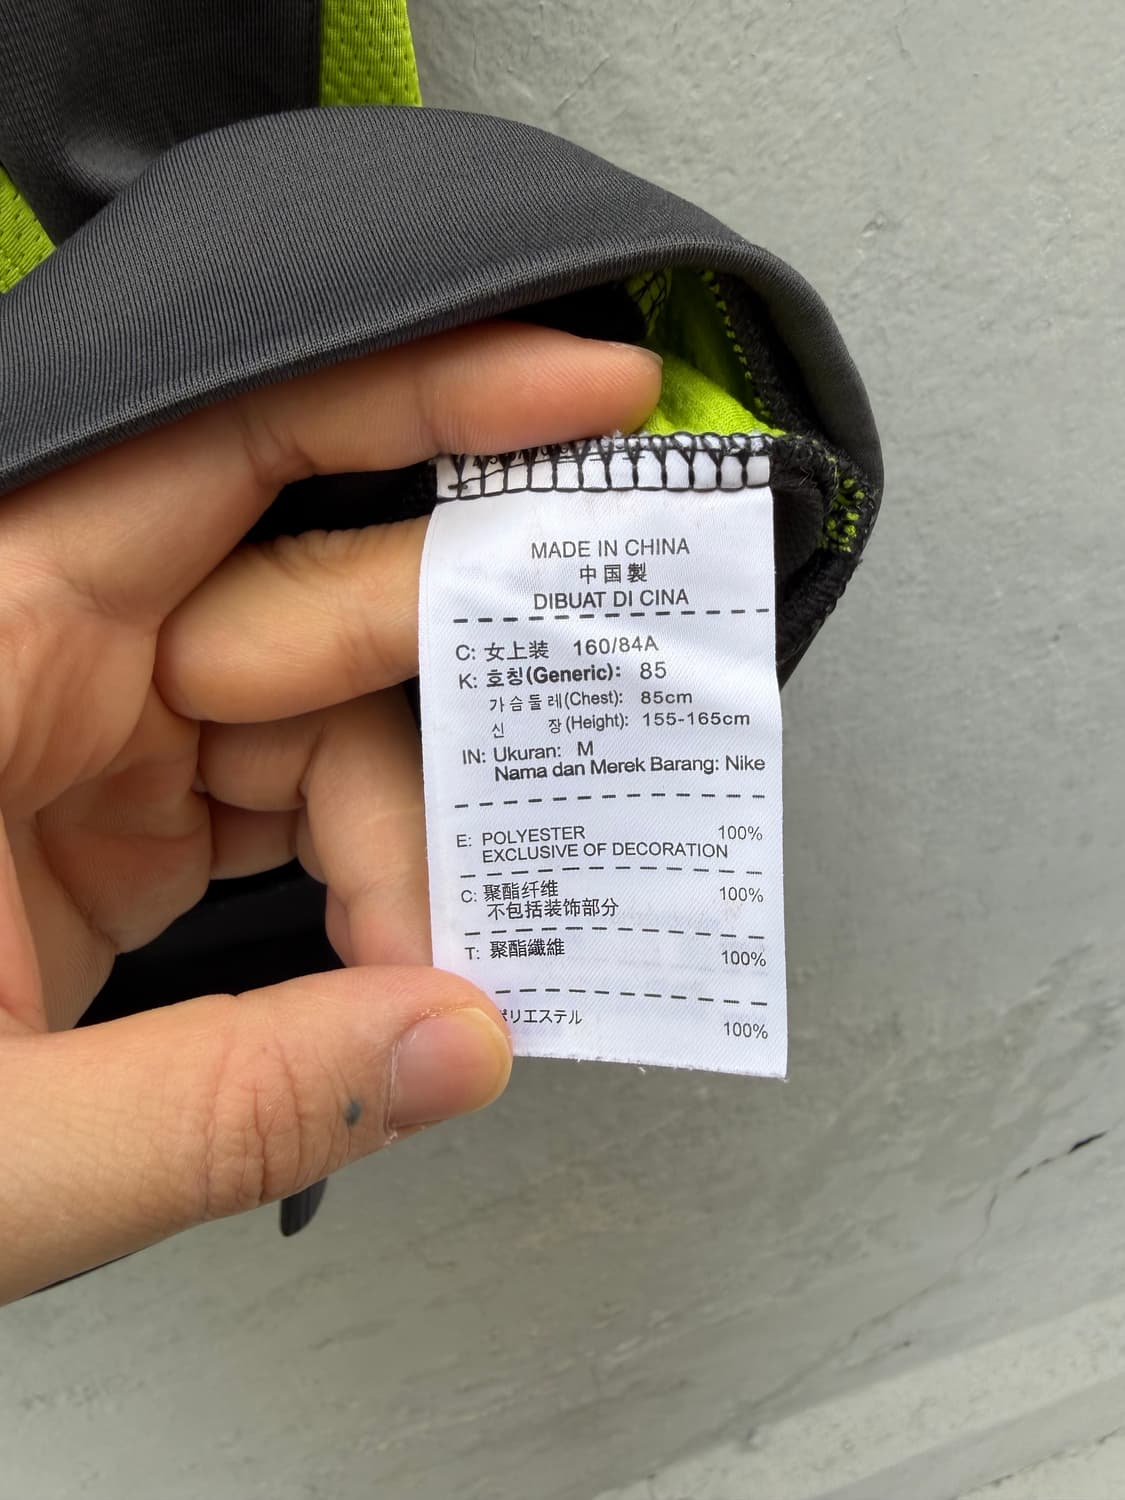 MADE IN CHINA
中国製
DIBUAT DI CINA
C: 女上装 160/84A
K: 호칭(Generic): 85
가슴둘레(Chest): 85cm
신 장(Height): 155-165cm
IN: Ukuran: M
Nama dan Merek Barang: Nike
E: POLYESTER 100%
EXCLUSIVE OF DECORATION
C: 聚酯纤维 100%
不包括装饰部分
T: 聚酯纖維 100%
ポリエステル 100%